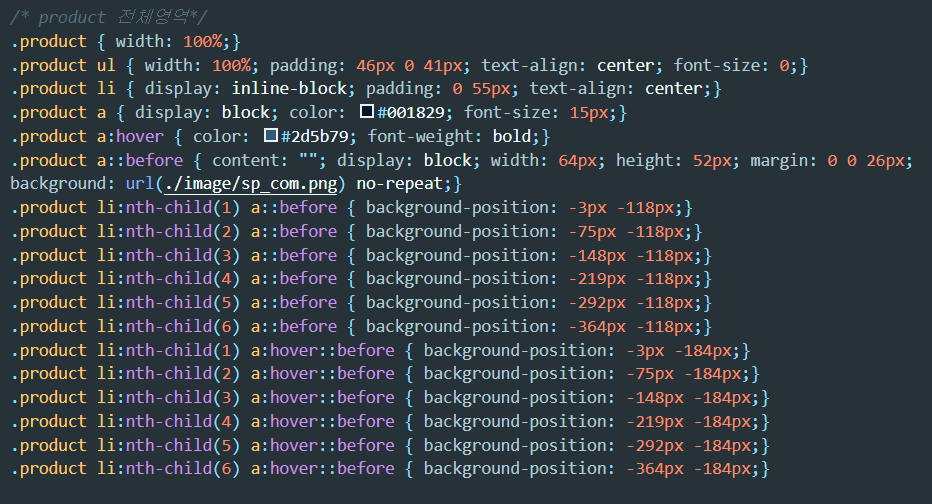 /* product 전체영역*/
.product { width: 100%;}
.product ul { width: 100%; padding: 46px 0 41px; text-align: center; font-size: 0;}
.product li { display: inline-block; padding: 0 55px; text-align: center;}
.product a { display: block; color: #001829; font-size: 15px;}
.product a:hover { color: #2d5b79; font-weight: bold;}
.product a::before { content: ""; display: block; width: 64px; height: 52px; margin: 0 0 26px;
background: url(./image/sp_com.png) no-repeat;}
.product li:nth-child(1) a::before { background-position: -3px -118px;}
.product li:nth-child(2) a::before { background-position: -75px -118px;}
.product li:nth-child(3) a::before { background-position: -148px -118px;}
.product li:nth-child(4) a::before { background-position: -219px -118px;}
.product li:nth-child(5) a::before { background-position: -292px -118px;}
.product li:nth-child(6) a::before { background-position: -364px -118px;}
.product li:nth-child(1) a:hover::before { background-position: -3px -184px;}
.product li:nth-child(2) a:hover::before { background-position: -75px -184px;}
.product li:nth-child(3) a:hover::before { background-position: -148px -184px;}
.product li:nth-child(4) a:hover::before { background-position: -219px -184px;}
.product li:nth-child(5) a:hover::before { background-position: -292px -184px;}
.product li:nth-child(6) a:hover::before { background-position: -364px -184px;}